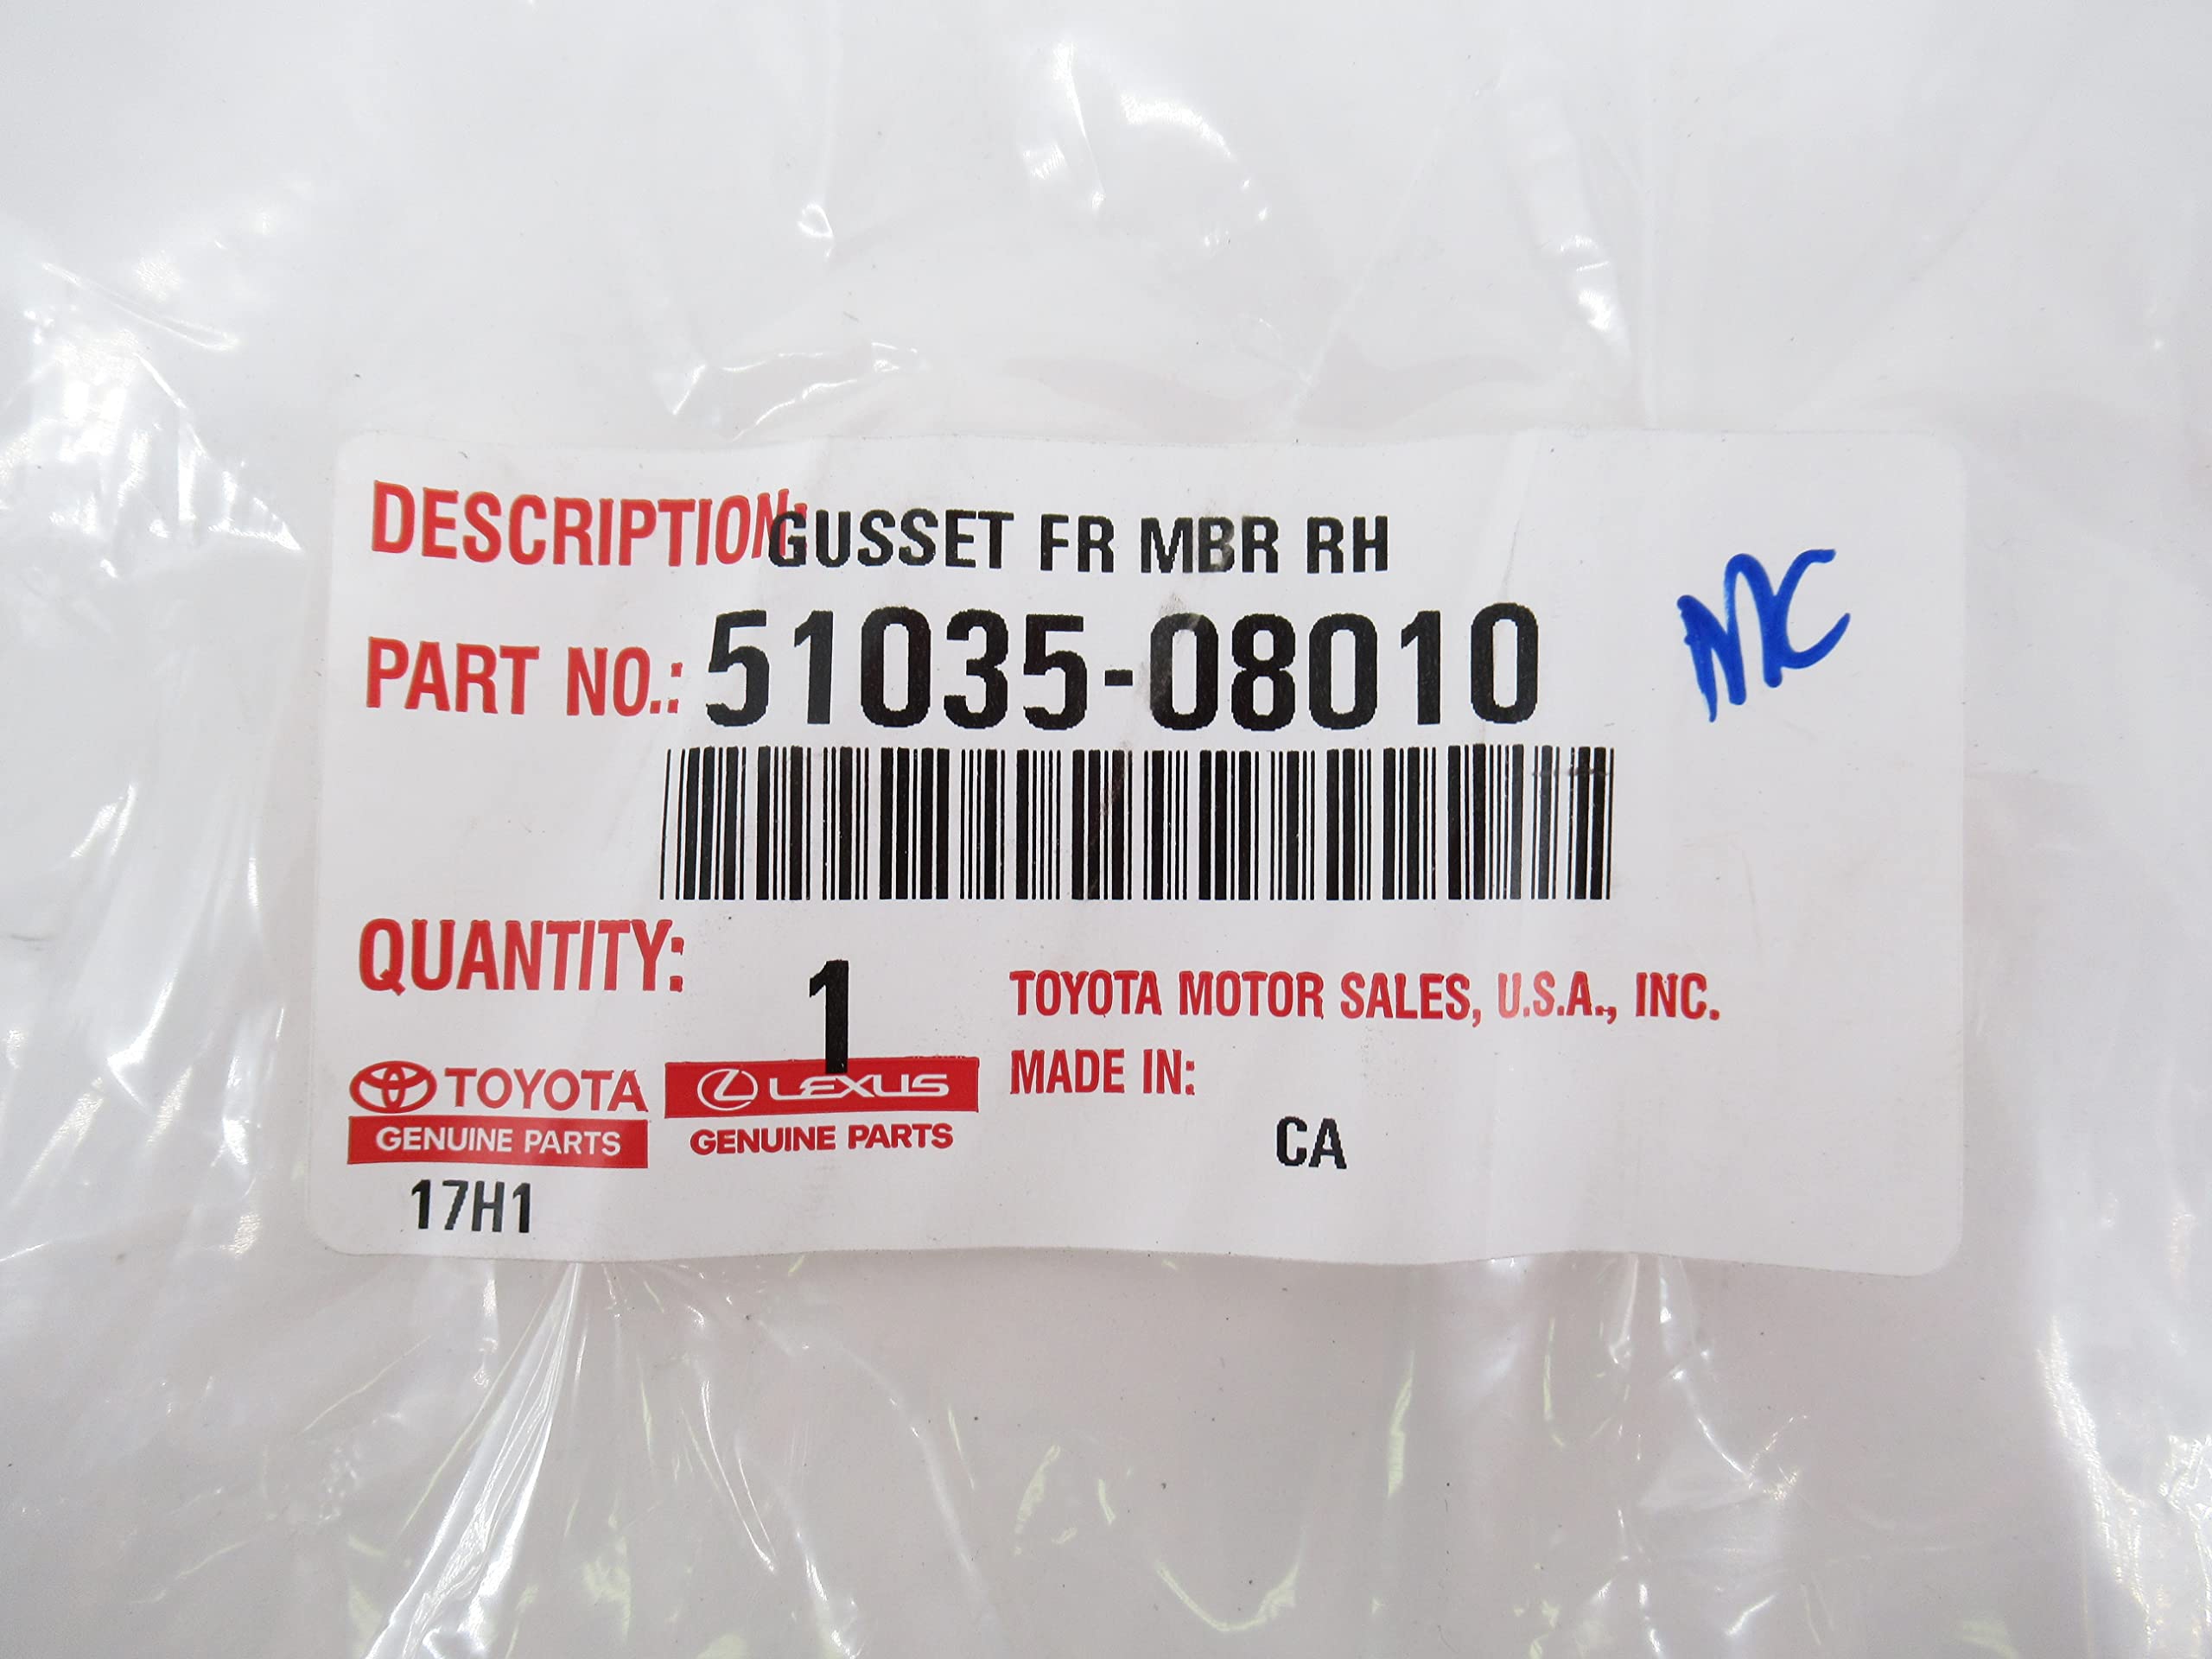 DESCRIPTION: GUSSET FR MBR RH
PART NO.: 51035-08010
MC
QUANTITY: 1
TOYOTA MOTOR SALES, U.S.A., INC.
TOYOTA
GENUINE PARTS
LEXUS
GENUINE PARTS
MADE IN:
CA
17H1